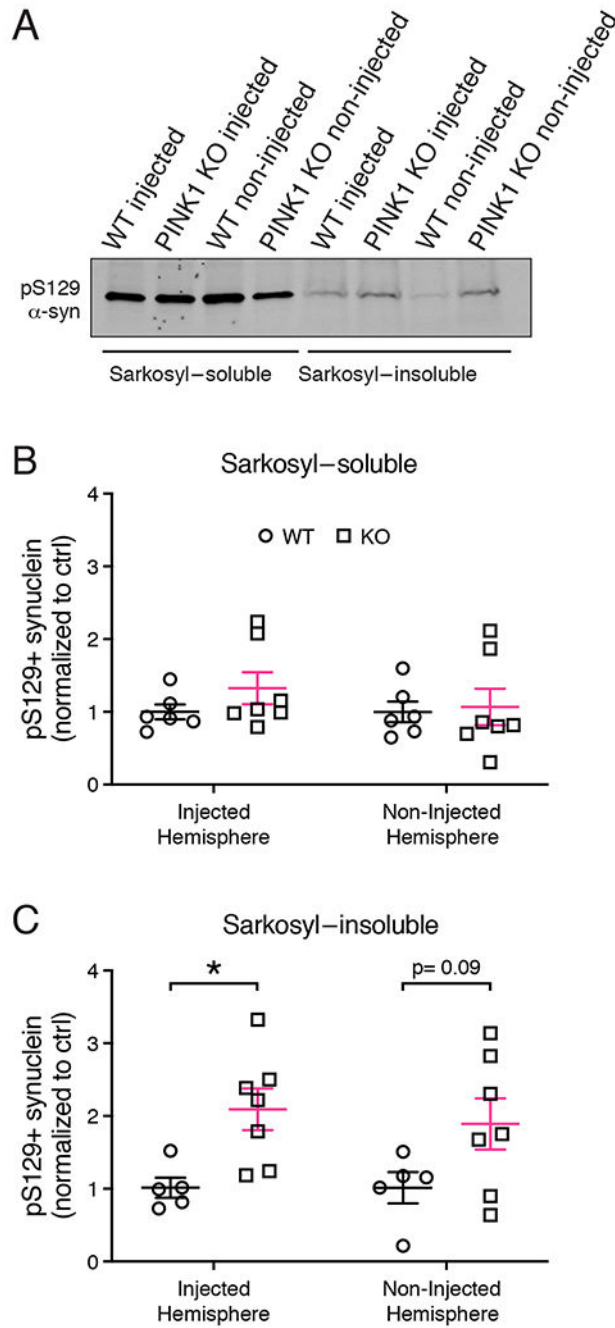 A
WT injected
PINK1 KO injected
WT non-injected
PINK1 KO non-injected
WT injected
PINK1 KO injected
WT non-injected
PINK1 KO non-injected
pS129
α-syn
Sarkosyl-soluble
Sarkosyl-insoluble
B
Sarkosyl-soluble
4
3
2
1
0
pS129+ synuclein
(normalized to ctrl)
WT
KO
Injected
Hemisphere
Non-Injected
Hemisphere
C
Sarkosyl-insoluble
4
3
2
1
0
pS129+ synuclein
(normalized to ctrl)
*
p= 0.09
Injected
Hemisphere
Non-Injected
Hemisphere